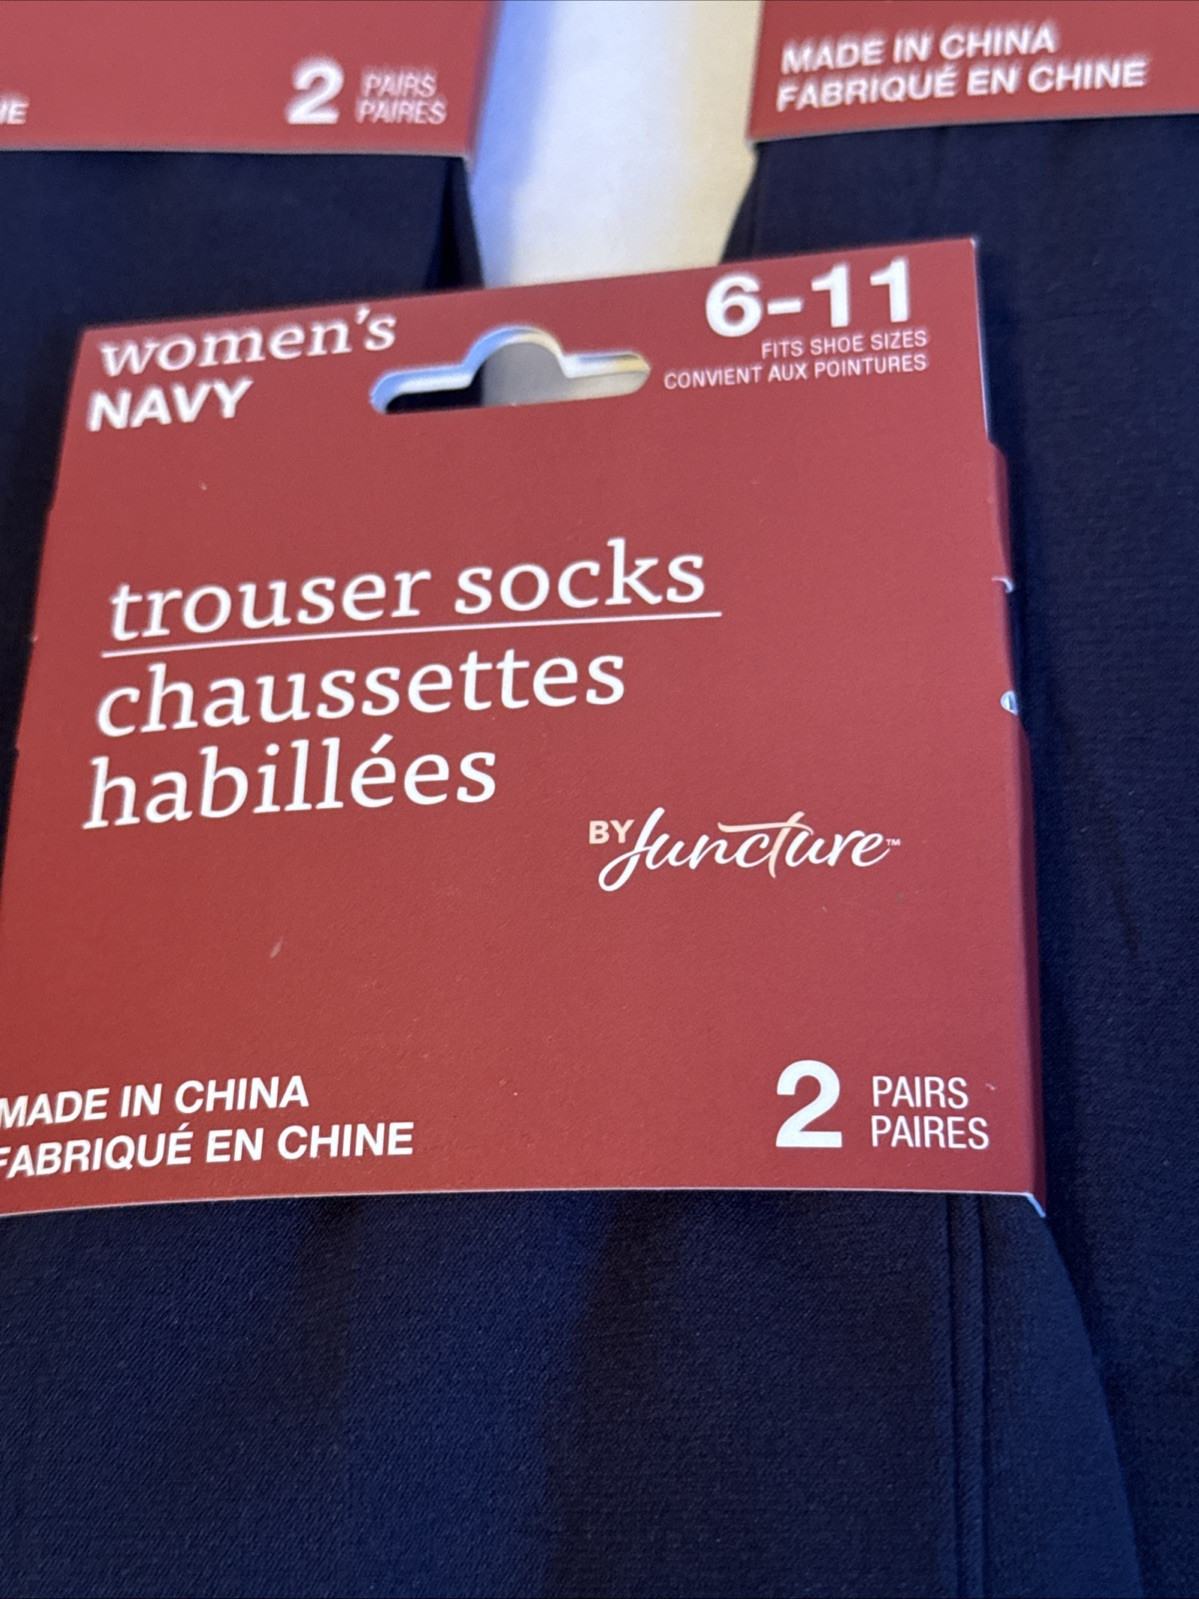 2 PAIRS
PAIRES
MADE IN CHINA
FABRIQUÉ EN CHINE
women's
NAVY
6-11
FITS SHOE SIZES
CONVIENT AUX POINTURES
trouser socks
chaussettes
habillées
BY Juncture™
MADE IN CHINA
FABRIQUÉ EN CHINE
2 PAIRS
PAIRES